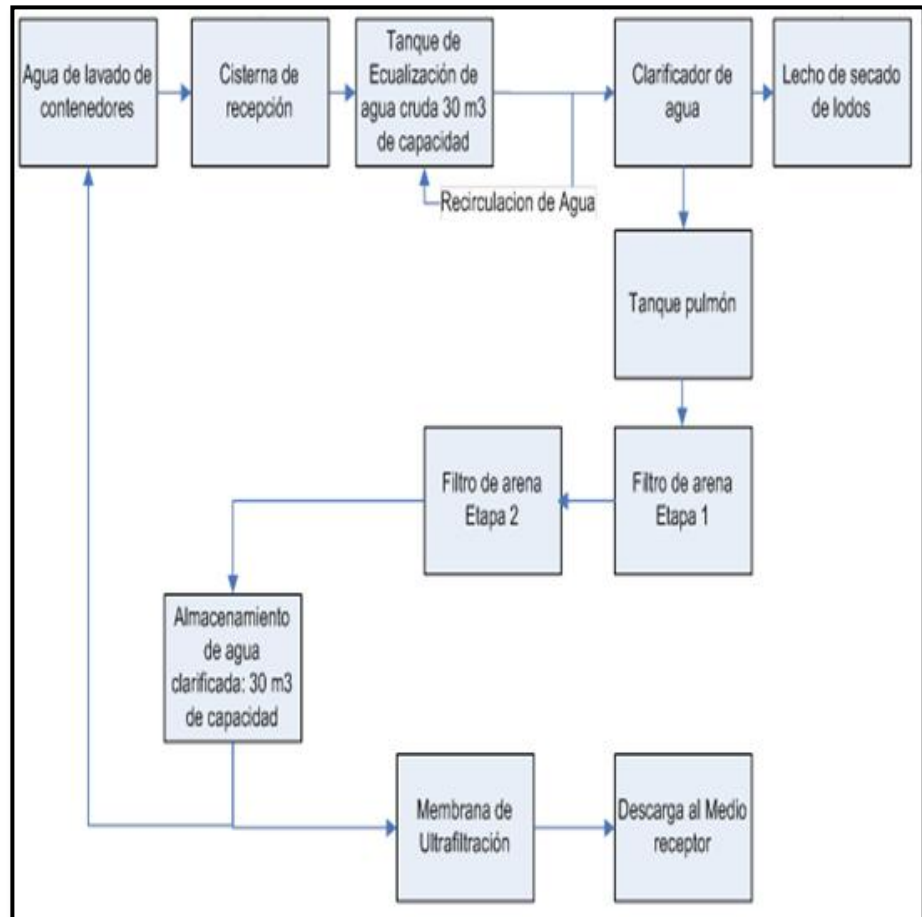 Agua de lavado de
contenedores
Cisterna de
recepción
Tanque de
Ecualización de
agua cruda 30 m3
de capacidad
Clarificador de
agua
Lecho de secado
de lodos
Recirculacion de Agua
Tanque pulmón
Filtro de arena
Etapa 2
Filtro de arena
Etapa 1
Almacenamiento
de agua
clarificada: 30 m3
de capacidad
Membrana de
Ultrafiltración
Descarga al Medio
receptor